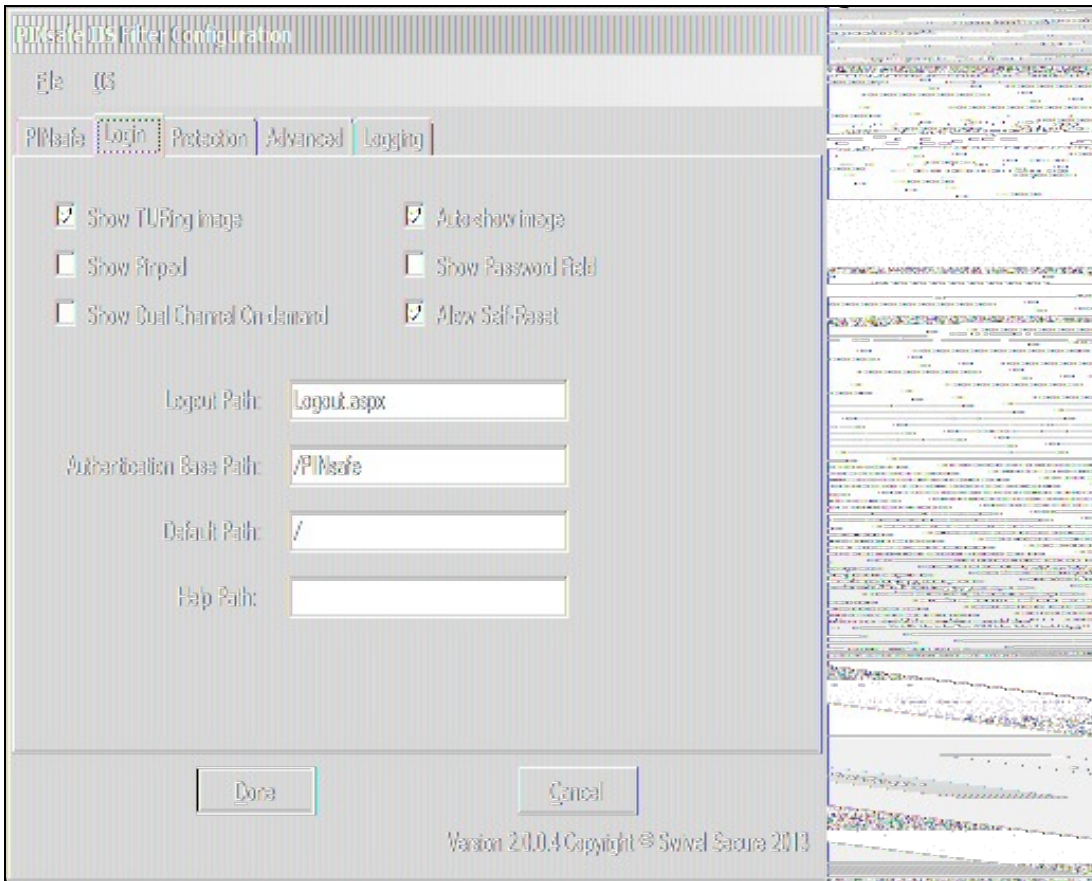 PINsafe IIS Filter Configuration
File IIS
PINsafe Login Protection Advanced Logging
Show TURing image Auto-show image
Show Pinpad Show Password Field
Show Dual Channel On-demand Allow Self-Reset
Logout Path: Logout.aspx
Authentication Base Path: /PINsafe
Default Path: /
Help Path:
Done Cancel
Version 2.0.0.4 Copyright © Swivel Secure 2013